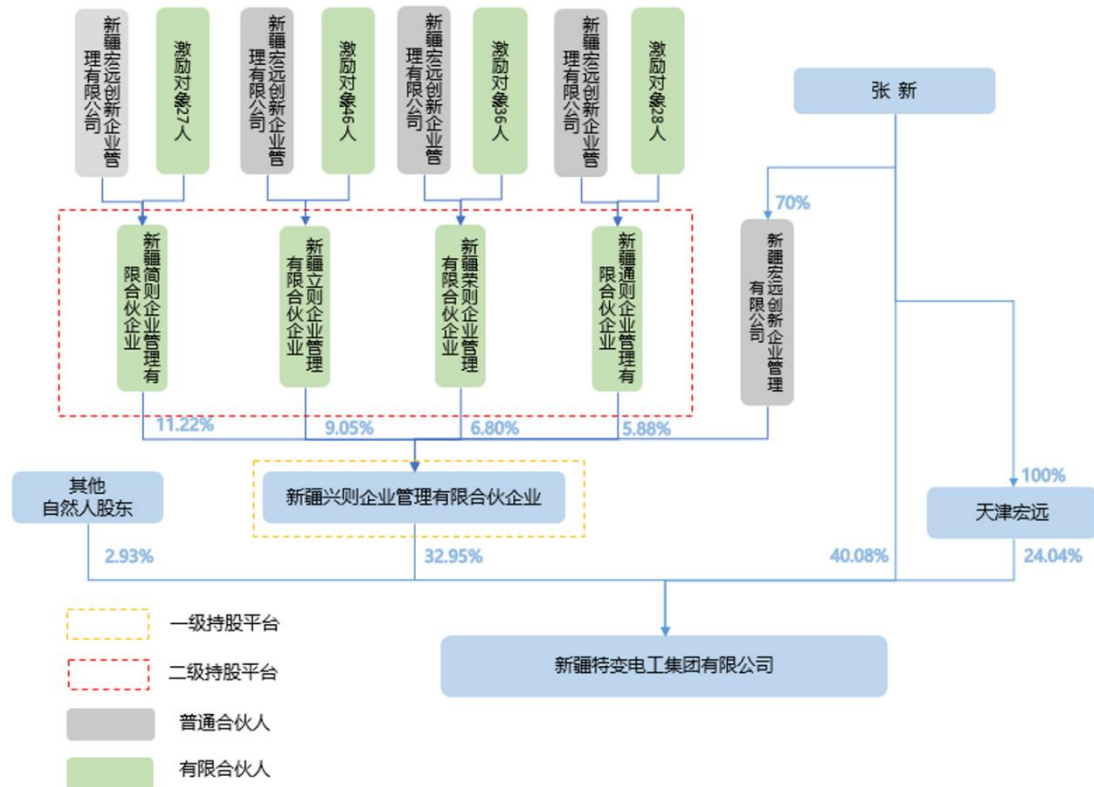 新疆宏远创新企业管
理有限公司
激励对象27人
新疆宏远创新企业管
理有限公司
激励对象46人
新疆宏远创新企业管
理有限公司
激励对象36人
新疆宏远创新企业管
理有限公司
激励对象28人
张 新
70%
新疆简则企业管理有
限合伙企业
新疆立则企业管理
有限合伙企业
新疆荣则企业管理
有限合伙企业
新疆通则企业管理有
限合伙企业
新疆宏远创新企业管理
有限公司
11.22%
9.05%
6.80%
5.88%
其他
自然人股东
新疆兴则企业管理有限合伙企业
100%
天津宏远
2.93%
32.95%
40.08%
24.04%
一级持股平台
新疆特变电工集团有限公司
二级持股平台
普通合伙人
有限合伙人